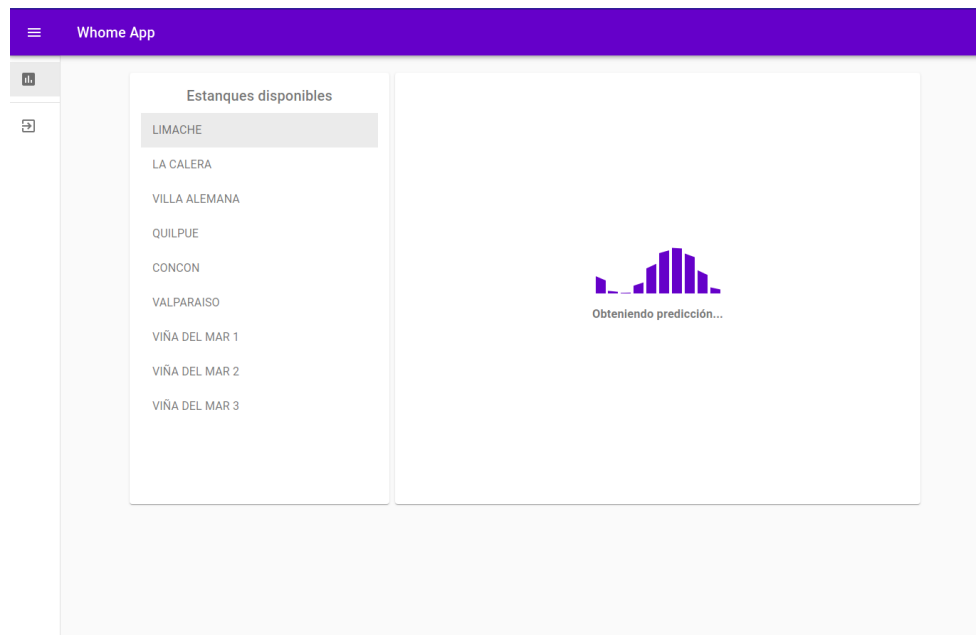 Whome App
Estanques disponibles
LIMACHE
LA CALERA
VILLA ALEMANA
QUILPUE
CONCON
VALPARAISO
VIÑA DEL MAR 1
VIÑA DEL MAR 2
VIÑA DEL MAR 3
Obteniendo predicción...